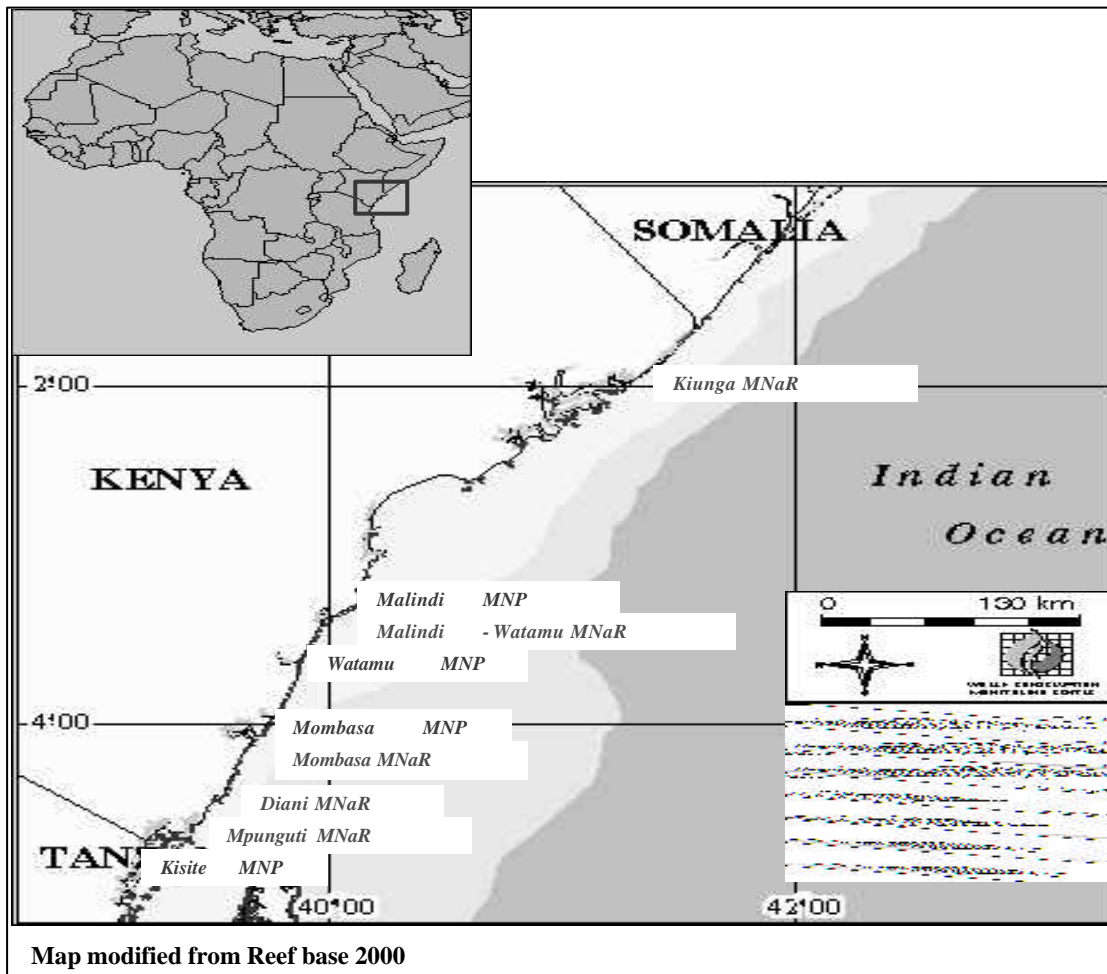 SOMALIA
2°00
Kiunga MNaR
KENYA
Indian
Ocean
Malindi MNP
Malindi - Watamu MNaR
Watamu MNP
0 130 km
4°00
Mombasa MNP
Mombasa MNaR
Diani MNaR
Mpunguti MNaR
TAN
Kisite MNP
40°00
42°00
Map modified from Reef base 2000